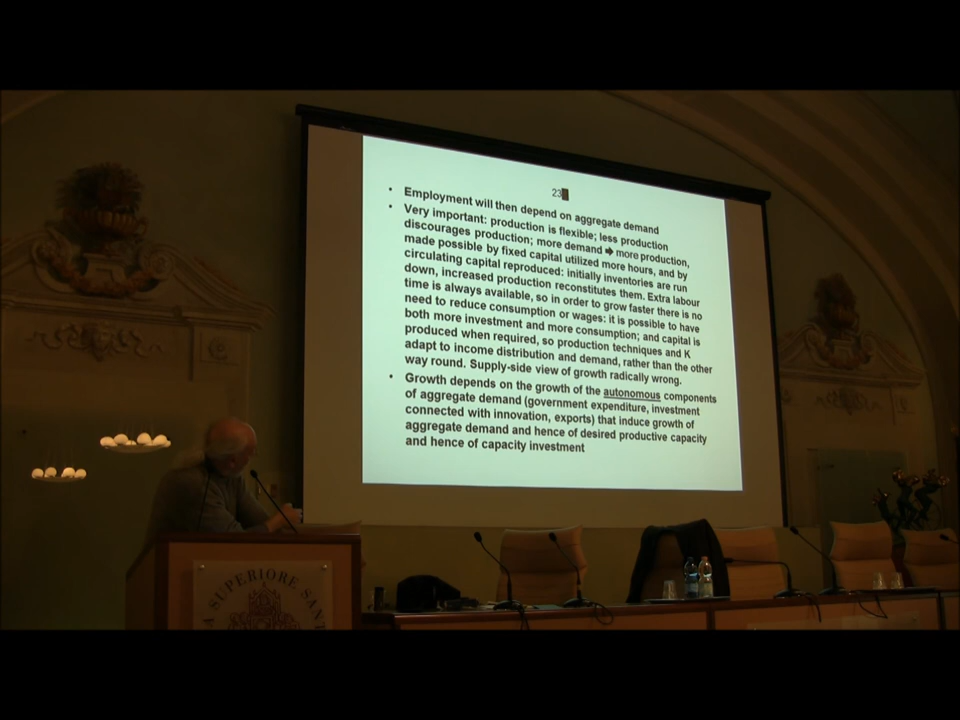 23
• Employment will then depend on aggregate demand
• Very important: production is flexible; less production
discourages production; more demand ➔ more production,
made possible by fixed capital utilized more hours, and by
circulating capital reproduced: initially inventories are run
down, increased production reconstitutes them. Extra labour
time is always available, so in order to grow faster there is no
need to reduce consumption or wages: it is possible to have
both more investment and more consumption; and capital is
produced when required, so production techniques and K
adapt to income distribution and demand, rather than the other
way round. Supply-side view of growth radically wrong.
• Growth depends on the growth of the autonomous components
of aggregate demand (government expenditure, investment
connected with innovation, exports) that induce growth of
aggregate demand and hence of desired productive capacity
and hence of capacity investment
SUPERIORE SANT